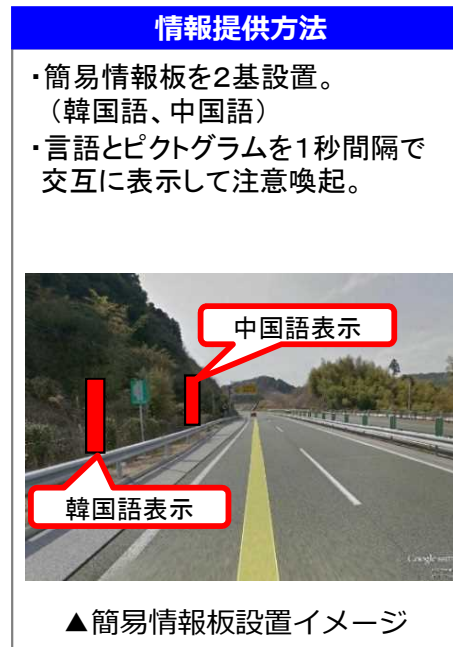 情報提供方法
・簡易情報板を２基設置。
（韓国語、中国語）
・言語とピクトグラムを１秒間隔で
交互に表示して注意喚起。
中国語表示
韓国語表示
▲簡易情報板設置イメージ